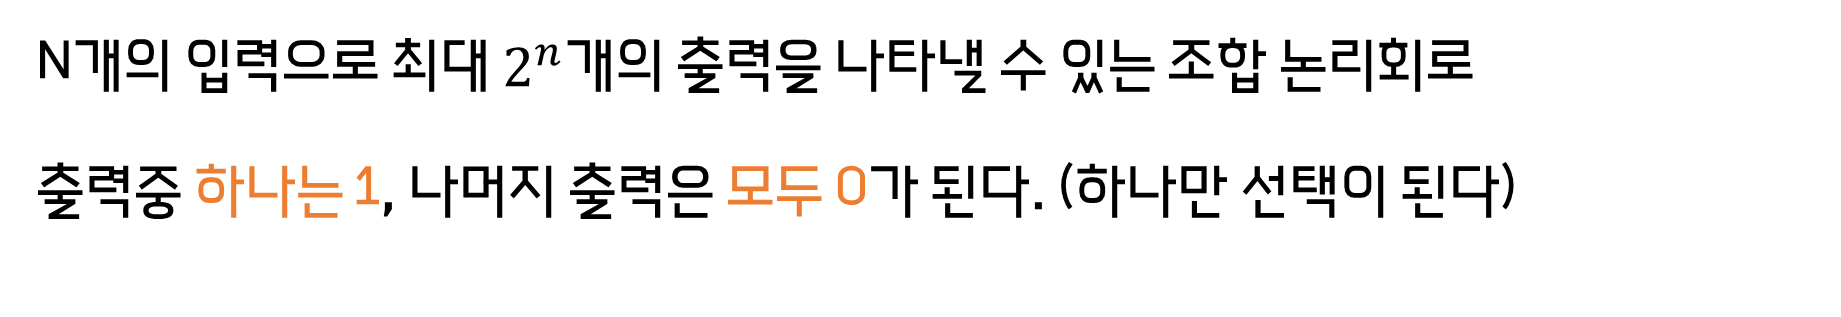 N개의 입력으로 최대 2ⁿ개의 출력을 나타낼 수 있는 조합 논리회로
출력중 하나는 1, 나머지 출력은 모두 0가 된다. (하나만 선택이 된다)